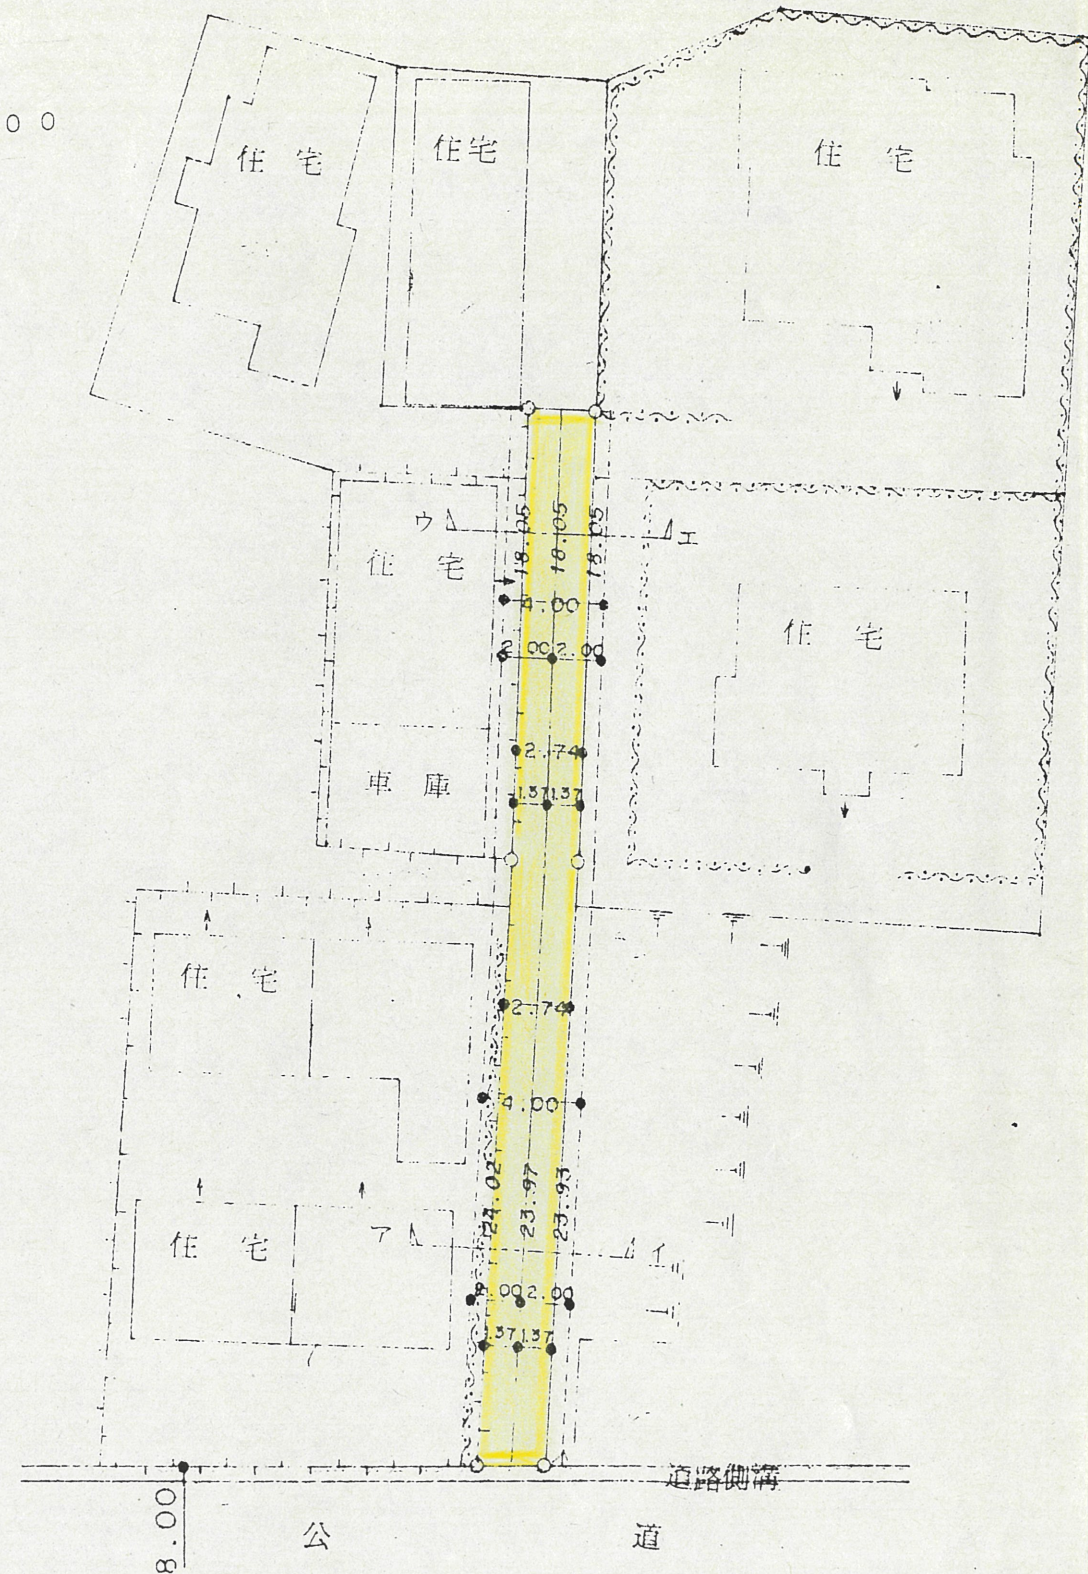 00
住宅
住宅
住宅
ウ
エ
18.05
18.05
18.05
住宅
4.00
2.00 2.00
住宅
2.74
車庫
1.37 1.37
住宅
2.74
4.00
24.02
23.97
23.93
住宅
ア
イ
2.00 2.00
1.37 1.37
道路側溝
8.00
公道